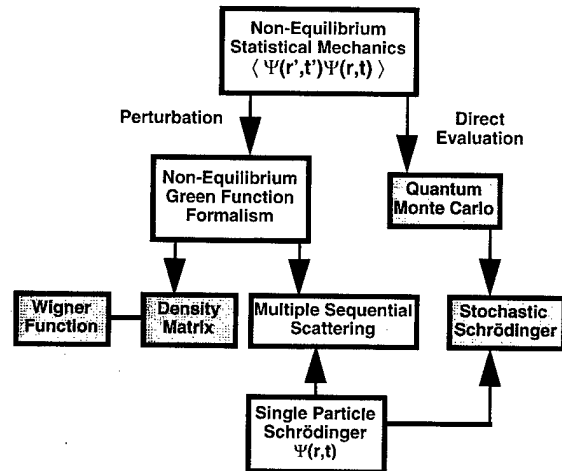 Non-Equilibrium
Statistical Mechanics
⟨ Ψ(r',t')Ψ(r,t) ⟩
Perturbation
Direct
Evaluation
Non-Equilibrium
Green Function
Formalism
Quantum
Monte Carlo
Wigner
Function
Density
Matrix
Multiple Sequential
Scattering
Stochastic
Schrödinger
Single Particle
Schrödinger
Ψ(r,t)